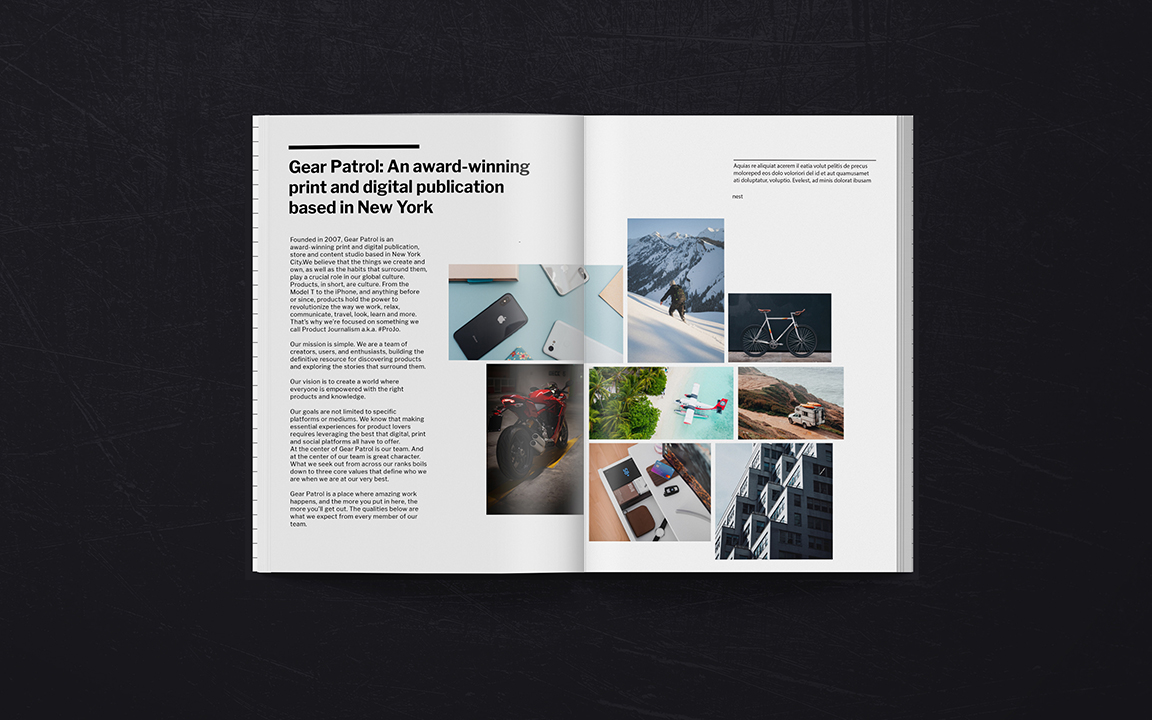 Gear Patrol: An award-winning
print and digital publication
based in New York
Founded in 2007, Gear Patrol is an
award-winning print and digital publication,
store and content studio based in New York
City.We believe that the things we create and
own, as well as the habits that surround them,
play a crucial role in our global culture.
Products, in short, are culture. From the
Model T to the iPhone, and anything before
or since, products hold the power to
revolutionize the way we work, relax,
communicate, travel, look, learn and more.
That's why we're focused on something we
call Product Journalism a.k.a. #ProJo.
Our mission is simple. We are a team of
creators, users, and enthusiasts, building the
definitive resource for discovering products
and exploring the stories that surround them.
Our vision is to create a world where
everyone is empowered with the right
products and knowledge.
Our goals are not limited to specific
platforms or mediums. We know that making
essential experiences for product lovers
requires leveraging the best that digital, print
and social platforms all have to offer.
At the center of Gear Patrol is our team. And
at the center of our team is great character.
What we seek out from across our ranks boils
down to three core values that define who we
are when we are at our very best.
Gear Patrol is a place where amazing work
happens, and the more you put in here, the
more you'll get out. The qualities below are
what we expect from every member of our
team.
Aquias re aliquiat acerem il eatia volut pelitis de precus
moloreped eos dolo voloriori del id et aut quamusamet
ati doluptatur, voluptio. Evelest, ad minis dolorat ibusam
nest